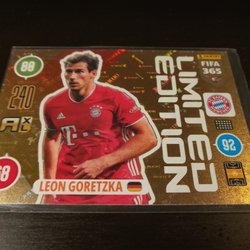 88
PANINI
FIFA
365
240
LIMITED
EDITION
92
T
LEON GORETZKA